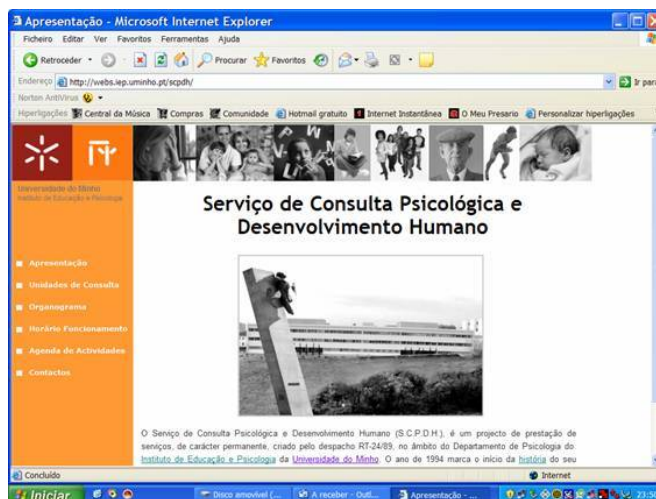 Apresentação - Microsoft Internet Explorer
Ficheiro Editar Ver Favoritos Ferramentas Ajuda
Retroceder Procurar Favoritos
Endereço http://webs.iep.uminho.pt/scpdh/ Ir para
Norton AntiVirus
Hiperligações Central da Música Compras Comunidade Hotmail gratuito Internet Instantânea O Meu Presario Personalizar hiperligações
Universidade do Minho
Instituto de Educação e Psicologia
Serviço de Consulta Psicológica e
Desenvolvimento Humano
Apresentação
Unidades de Consulta
Organograma
Horário Funcionamento
Agenda de Actividades
Contactos
O Serviço de Consulta Psicológica e Desenvolvimento Humano (S.C.P.D.H.), é um projecto de prestação de
serviços, de carácter permanente, criado pelo despacho RT-24/89, no âmbito do Departamento de Psicologia do
Instituto de Educação e Psicologia da Universidade do Minho. O ano de 1994 marca o início da história do seu
Concluído Internet
Iniciar Disco amovível (... A receber - Outl... Apresentação - ... 23:50